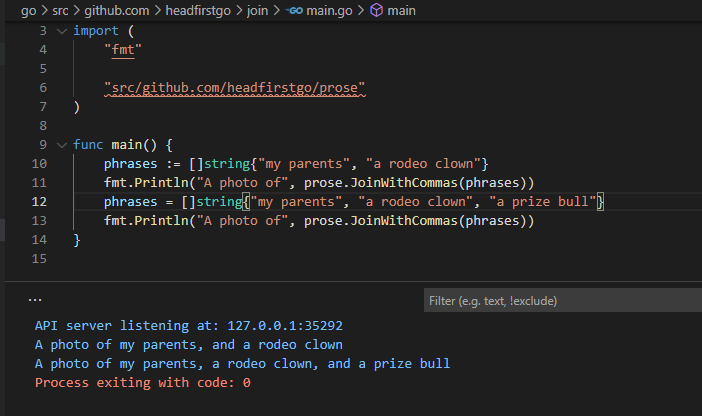 go > src > github.com > headfirstgo > join > main.go > main
3 import (
4 "fmt"
5
6 "src/github.com/headfirstgo/prose"
7 )
8
9 func main() {
10 phrases := []string{"my parents", "a rodeo clown"}
11 fmt.Println("A photo of", prose.JoinWithCommas(phrases))
12 phrases = []string{"my parents", "a rodeo clown", "a prize bull"}
13 fmt.Println("A photo of", prose.JoinWithCommas(phrases))
14 }
15
... Filter (e.g. text, !exclude)
API server listening at: 127.0.0.1:35292
A photo of my parents, and a rodeo clown
A photo of my parents, a rodeo clown, and a prize bull
Process exiting with code: 0